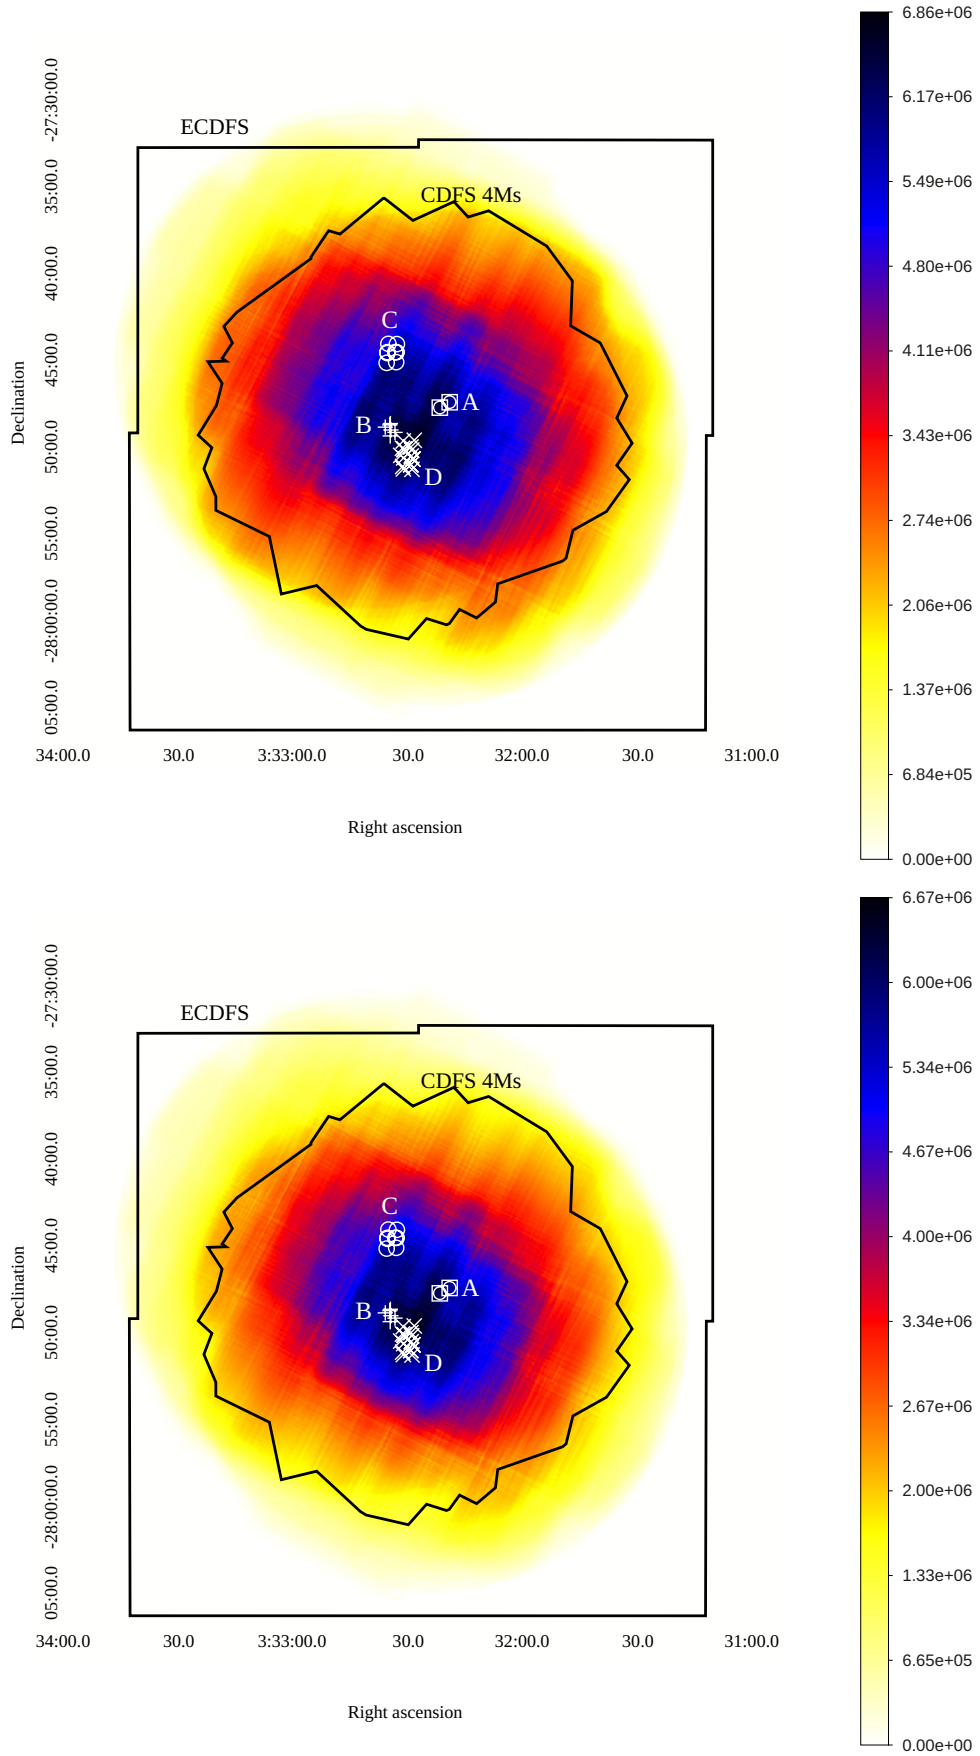 ECDFS
CDFS 4Ms
C
A
B
D
Declination
-27:30:00.0
35:00.0
40:00.0
45:00.0
50:00.0
55:00.0
-28:00:00.0
05:00.0
34:00.0 30.0 3:33:00.0 30.0 32:00.0 30.0 31:00.0
Right ascension
6.86e+06
6.17e+06
5.49e+06
4.80e+06
4.11e+06
3.43e+06
2.74e+06
2.06e+06
1.37e+06
6.84e+05
0.00e+00
ECDFS
CDFS 4Ms
C
A
B
D
Declination
-27:30:00.0
35:00.0
40:00.0
45:00.0
50:00.0
55:00.0
-28:00:00.0
05:00.0
34:00.0 30.0 3:33:00.0 30.0 32:00.0 30.0 31:00.0
Right ascension
6.67e+06
6.00e+06
5.34e+06
4.67e+06
4.00e+06
3.34e+06
2.67e+06
2.00e+06
1.33e+06
6.65e+05
0.00e+00